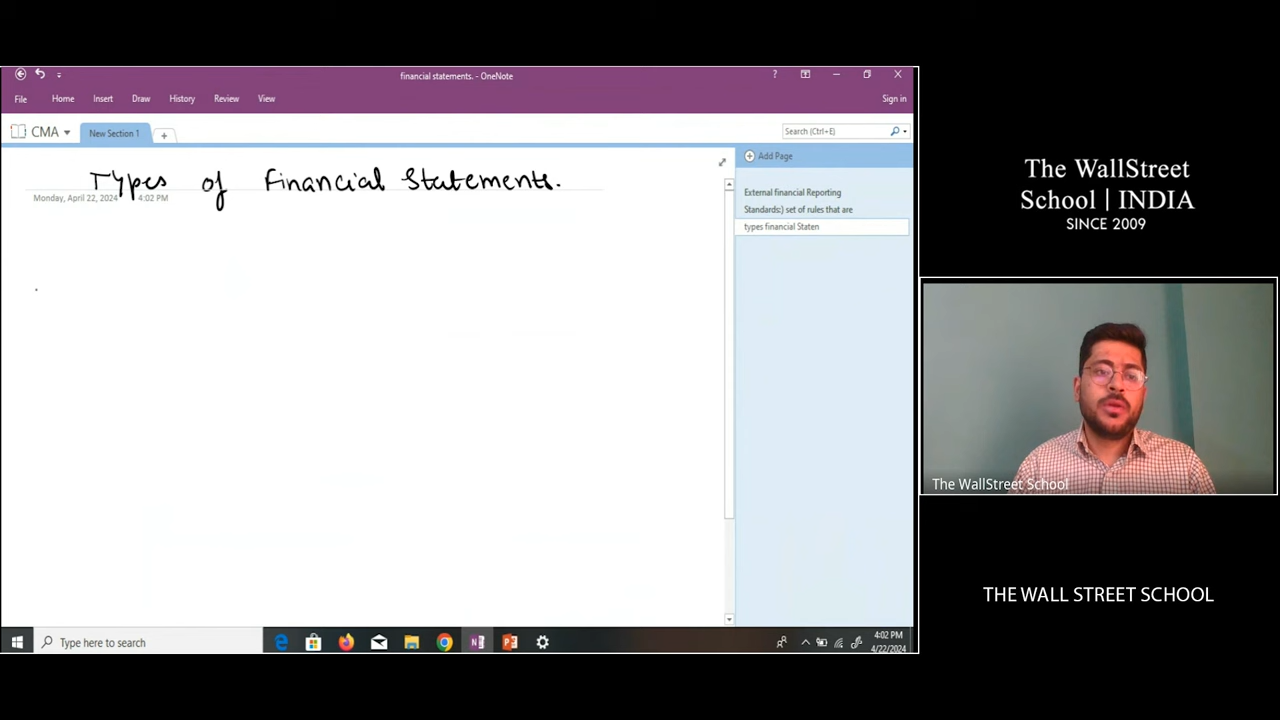 financial statements. - OneNote
?
File Home Insert Draw History Review View
Sign in
CMA New Section 1 +
Search (Ctrl+E)
Types of Financial Statements.
Monday, April 22, 2024 4:02 PM
Add Page
External financial Reporting
Standards:) set of rules that are
types financial Staten
The WallStreet
School | INDIA
SINCE 2009
The WallStreet School
THE WALL STREET SCHOOL
Type here to search
4:02 PM
4/22/2024